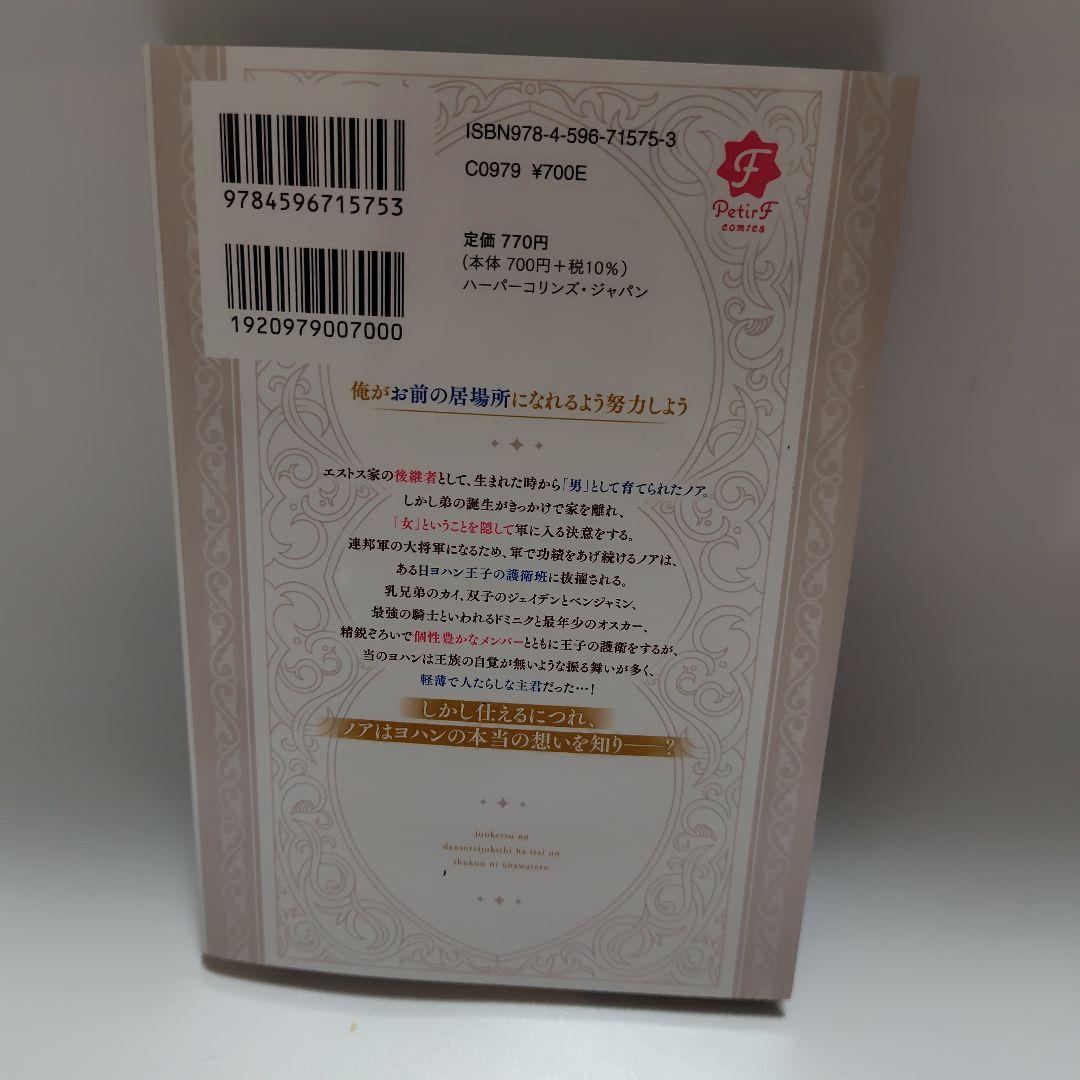 9784596715753
1920979007000
ISBN978-4-596-71575-3
C0979 ¥700E
定価 770円
(本体 700円+税10%)
ハーパーコリンズ・ジャパン
F
PetirF
comics
俺がお前の居場所になれるよう努力しよう
エストス家の後継者として、生まれた時から「男」として育てられたノア。
しかし弟の誕生がきっかけで家を離れ、
「女」ということを隠して軍に入る決意をする。
連邦軍の大将軍になるため、軍で功績をあげ続けるノアは、
ある日ヨハン王子の護衛班に抜擢される。
乳兄弟のカイ、双子のジェイデンとベンジャミン、
最強の騎士といわれるドミニクと最年少のオスカー、
精鋭ぞろいで個性豊かなメンバーとともに王子の護衛をするが、
当のヨハンは王族の自覚が無いような振る舞いが多く、
軽薄で人たらしな主君だった…!
しかし仕えるにつれ、
ノアはヨハンの本当の想いを知り――?
junketsu no
dansoureijokishi ha isai no
shukun ni ubawareru